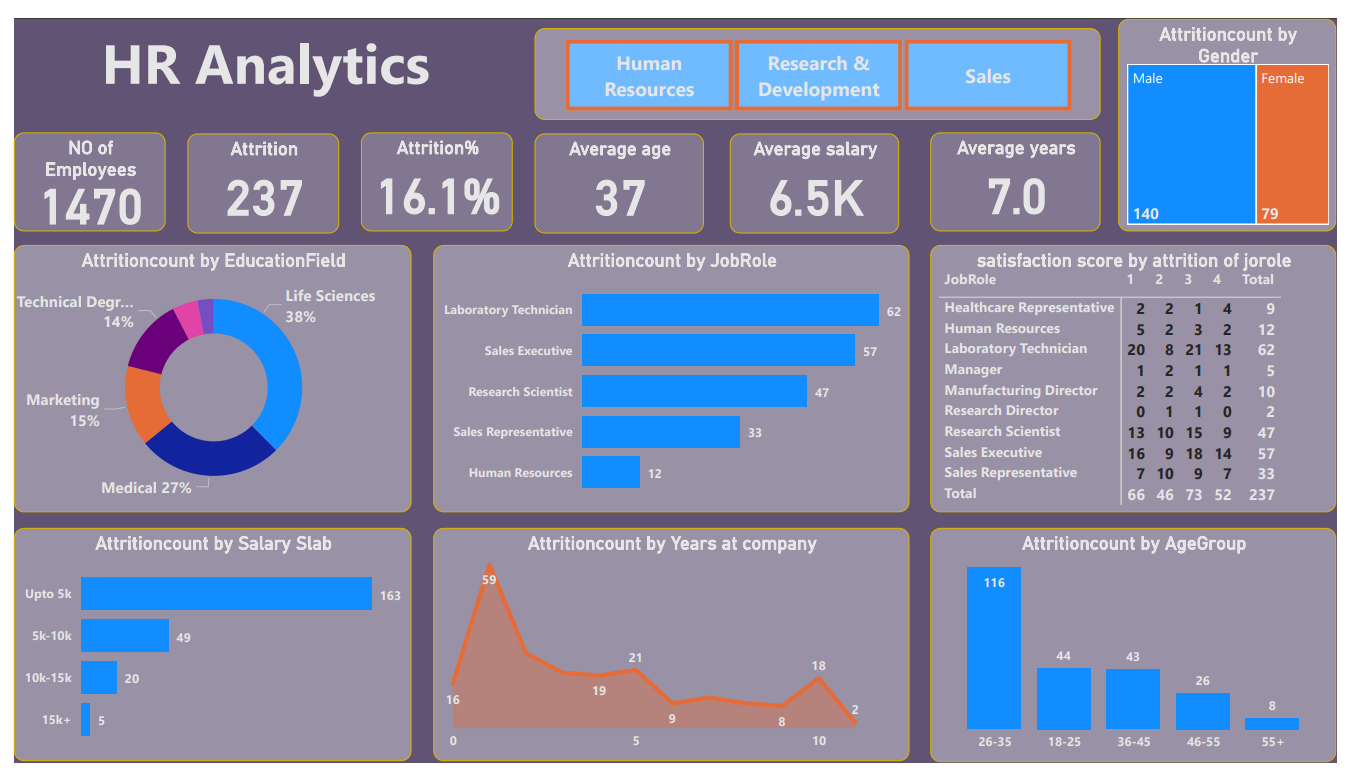 HR Analytics
Human
Resources
Research &
Development
Sales
Attritioncount by
Gender
Male
Female
140
79
NO of
Employees
1470
Attrition
237
Attrition%
16.1%
Average age
37
Average salary
6.5K
Average years
7.0
Attritioncount by EducationField
Technical Degr...
14%
Life Sciences
38%
Marketing
15%
Medical 27%
Attritioncount by JobRole
Laboratory Technician 62
Sales Executive 57
Research Scientist 47
Sales Representative 33
Human Resources 12
satisfaction score by attrition of jorole
JobRole 1 2 3 4 Total
Healthcare Representative 2 2 1 4 9
Human Resources 5 2 3 2 12
Laboratory Technician 20 8 21 13 62
Manager 1 2 1 1 5
Manufacturing Director 2 2 4 2 10
Research Director 0 1 1 0 2
Research Scientist 13 10 15 9 47
Sales Executive 16 9 18 14 57
Sales Representative 7 10 9 7 33
Total 66 46 73 52 237
Attritioncount by Salary Slab
Upto 5k 163
5k-10k 49
10k-15k 20
15k+ 5
Attritioncount by Years at company
59
16
19
21
9
8
18
2
0 5 10
Attritioncount by AgeGroup
116
44
43
26
8
26-35 18-25 36-45 46-55 55+